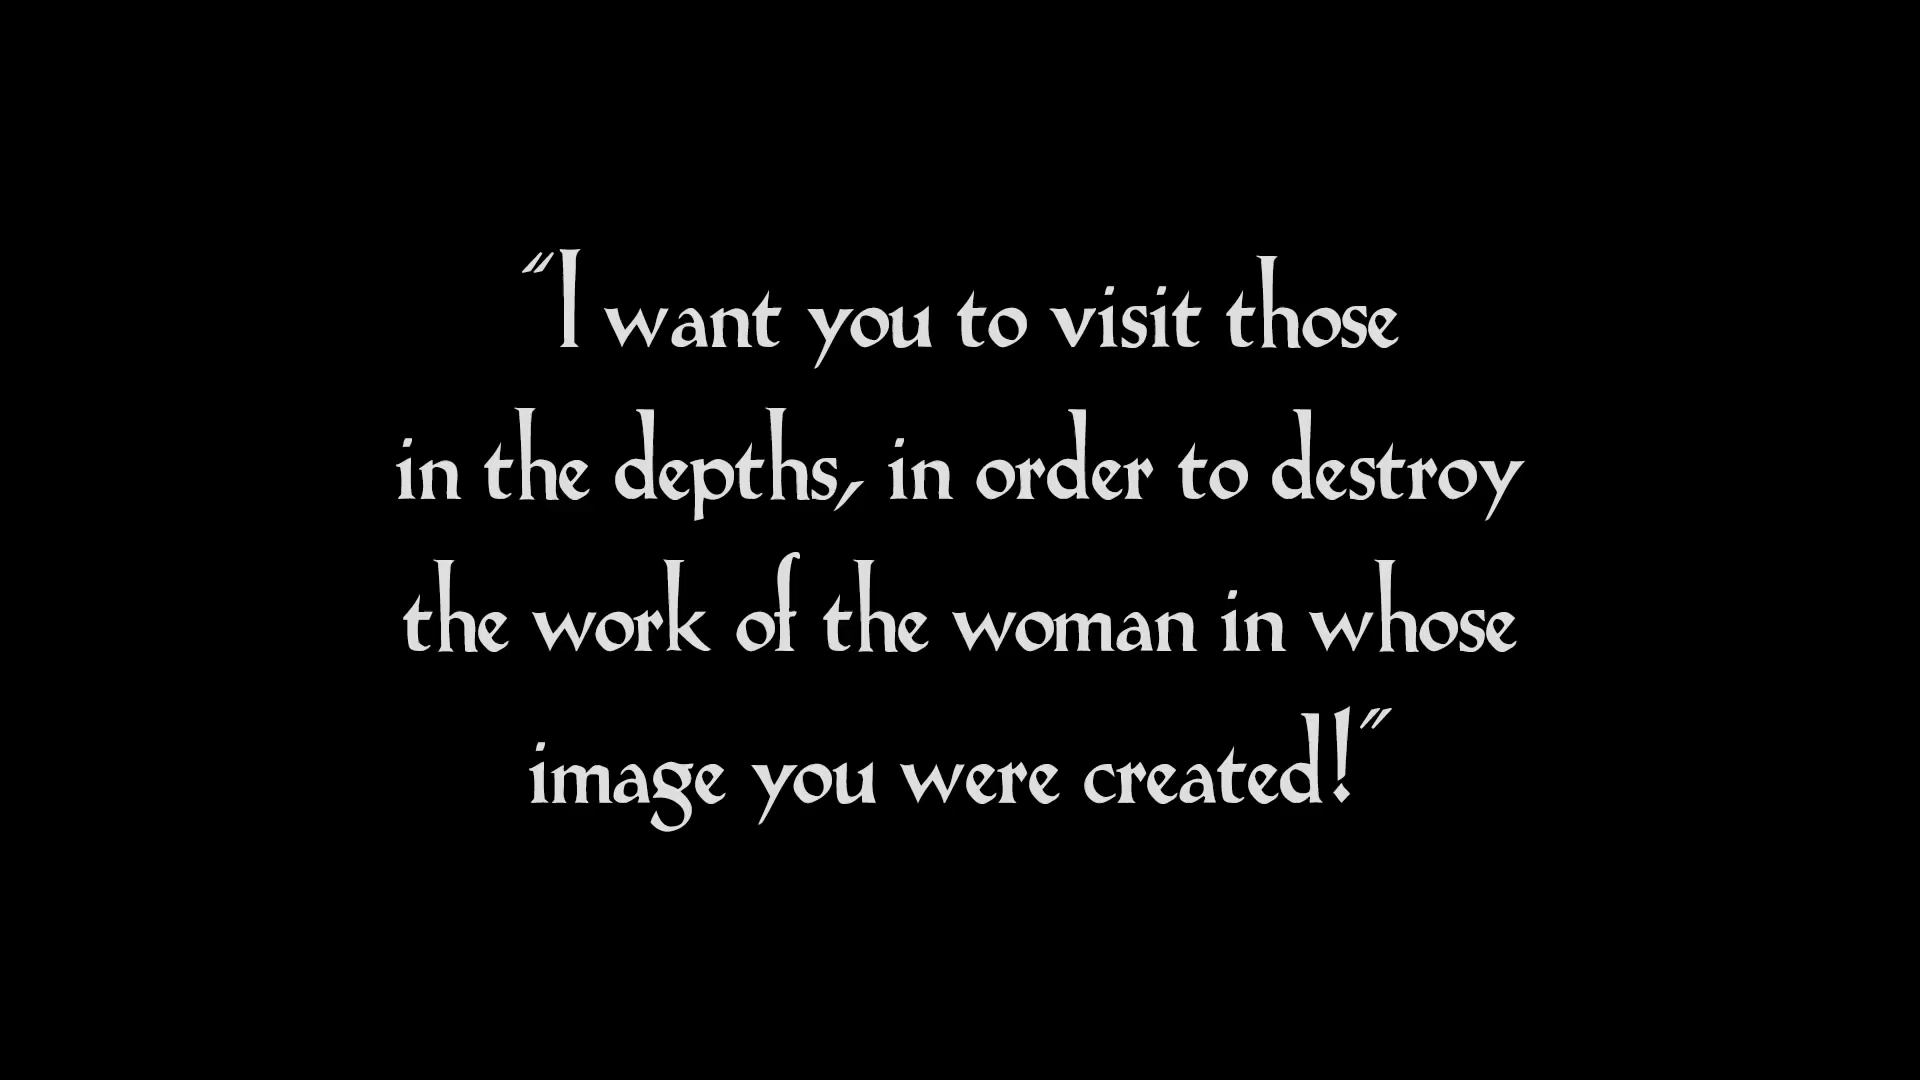 “I want you to visit those
in the depths, in order to destroy
the work of the woman in whose
image you were created!”